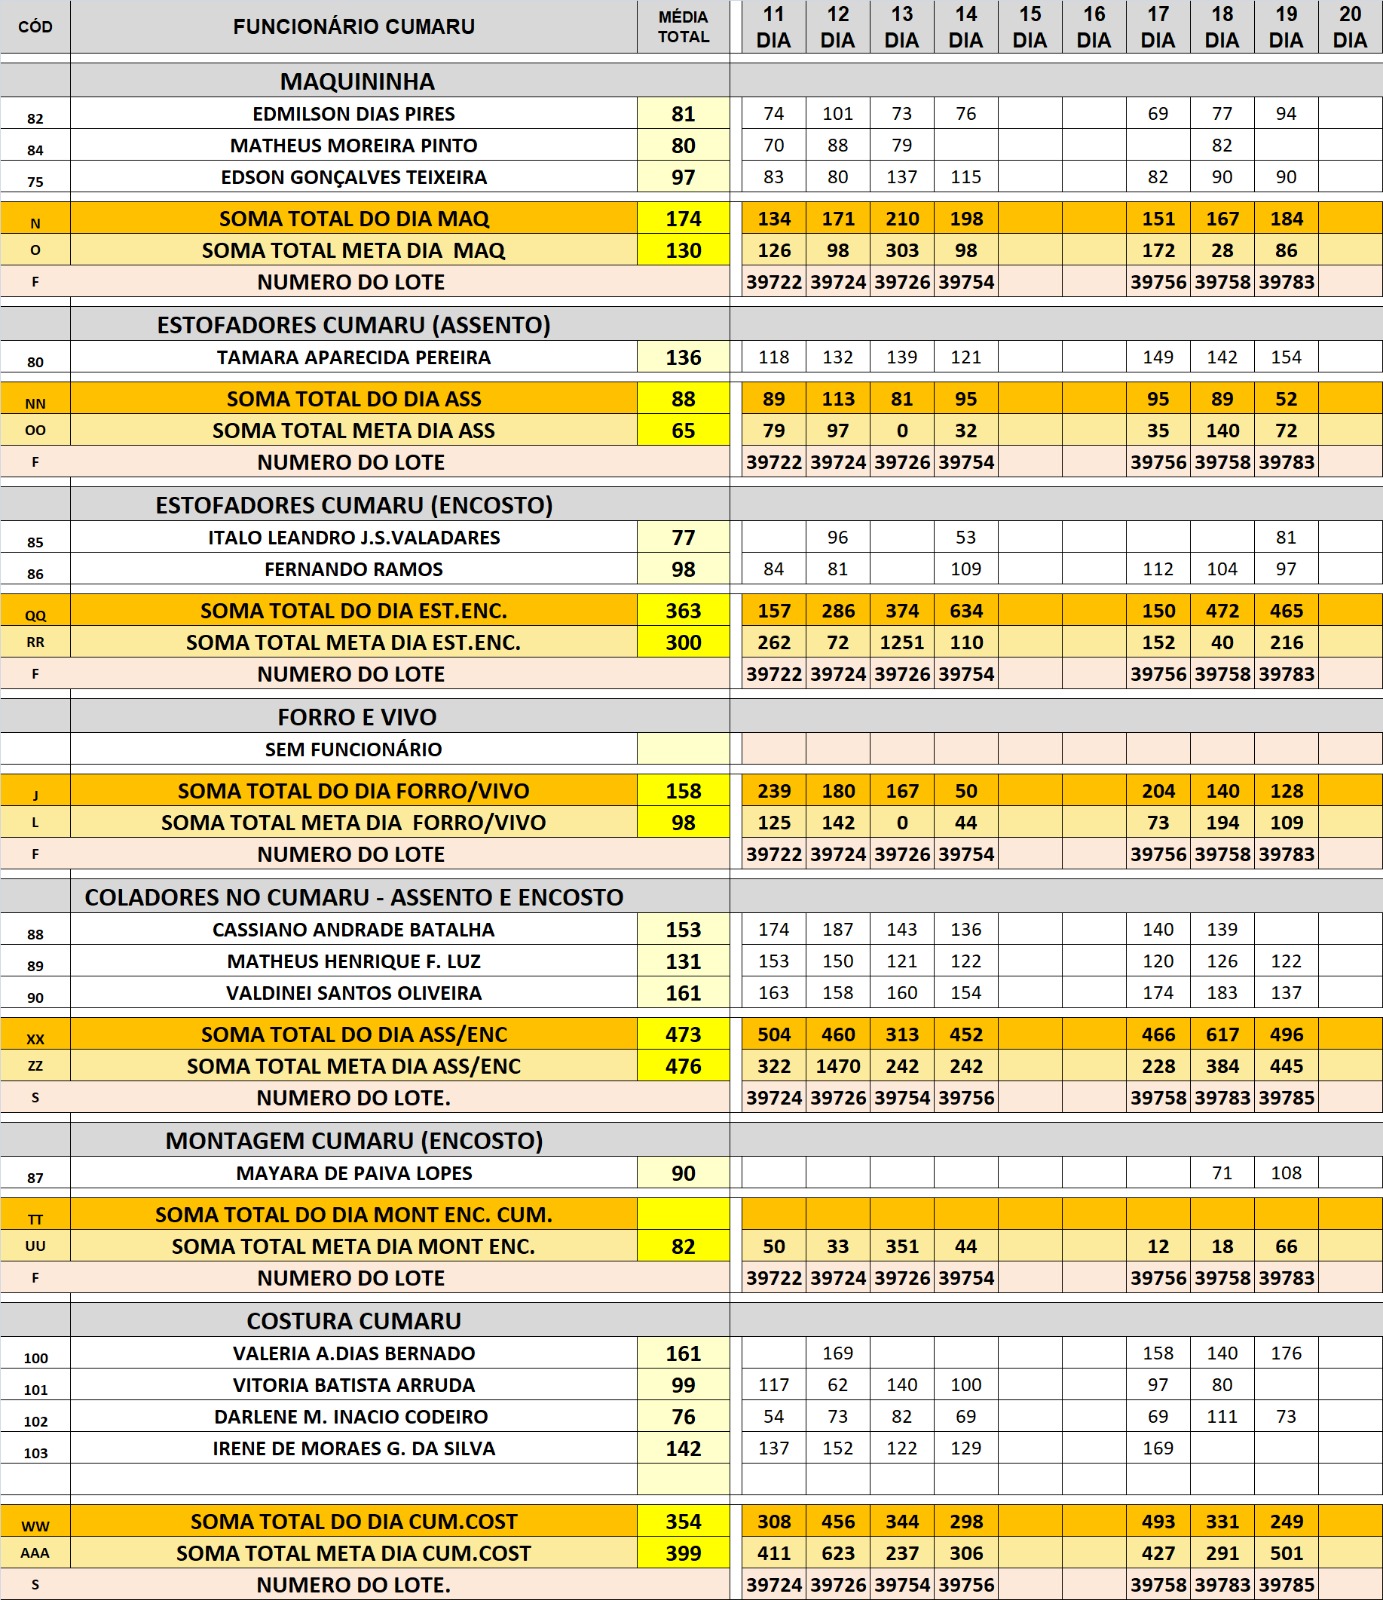 CÓD FUNCIONÁRIO CUMARU MÉDIA TOTAL 11 DIA 12 DIA 13 DIA 14 DIA 15 DIA 16 DIA 17 DIA 18 DIA 19 DIA 20 DIA
MAQUININHA
82 EDMILSON DIAS PIRES 81 74 101 73 76 69 77 94
84 MATHEUS MOREIRA PINTO 80 70 88 79 82
75 EDSON GONÇALVES TEIXEIRA 97 83 80 137 115 82 90 90
N SOMA TOTAL DO DIA MAQ 174 134 171 210 198 151 167 184
O SOMA TOTAL META DIA MAQ 130 126 98 303 98 172 28 86
F NUMERO DO LOTE 39722 39724 39726 39754 39756 39758 39783
ESTOFADORES CUMARU (ASSENTO)
80 TAMARA APARECIDA PEREIRA 136 118 132 139 121 149 142 154
NN SOMA TOTAL DO DIA ASS 88 89 113 81 95 95 89 52
OO SOMA TOTAL META DIA ASS 65 79 97 0 32 35 140 72
F NUMERO DO LOTE 39722 39724 39726 39754 39756 39758 39783
ESTOFADORES CUMARU (ENCOSTO)
85 ITALO LEANDRO J.S.VALADARES 77 96 53 81
86 FERNANDO RAMOS 98 84 81 109 112 104 97
QQ SOMA TOTAL DO DIA EST.ENC. 363 157 286 374 634 150 472 465
RR SOMA TOTAL META DIA EST.ENC. 300 262 72 1251 110 152 40 216
F NUMERO DO LOTE 39722 39724 39726 39754 39756 39758 39783
FORRO E VIVO
SEM FUNCIONÁRIO
J SOMA TOTAL DO DIA FORRO/VIVO 158 239 180 167 50 204 140 128
L SOMA TOTAL META DIA FORRO/VIVO 98 125 142 0 44 73 194 109
F NUMERO DO LOTE 39722 39724 39726 39754 39756 39758 39783
COLADORES NO CUMARU - ASSENTO E ENCOSTO
88 CASSIANO ANDRADE BATALHA 153 174 187 143 136 140 139
89 MATHEUS HENRIQUE F. LUZ 131 153 150 121 122 120 126 122
90 VALDINEI SANTOS OLIVEIRA 161 163 158 160 154 174 183 137
XX SOMA TOTAL DO DIA ASS/ENC 473 504 460 313 452 466 617 496
ZZ SOMA TOTAL META DIA ASS/ENC 476 322 1470 242 242 228 384 445
S NUMERO DO LOTE. 39724 39726 39754 39756 39758 39783 39785
MONTAGEM CUMARU (ENCOSTO)
87 MAYARA DE PAIVA LOPES 90 71 108
TT SOMA TOTAL DO DIA MONT ENC. CUM.
UU SOMA TOTAL META DIA MONT ENC. 82 50 33 351 44 12 18 66
F NUMERO DO LOTE 39722 39724 39726 39754 39756 39758 39783
COSTURA CUMARU
100 VALERIA A.DIAS BERNADO 161 169 158 140 176
101 VITORIA BATISTA ARRUDA 99 117 62 140 100 97 80
102 DARLENE M. INACIO CODEIRO 76 54 73 82 69 69 111 73
103 IRENE DE MORAES G. DA SILVA 142 137 152 122 129 169
WW SOMA TOTAL DO DIA CUM.COST 354 308 456 344 298 493 331 249
AAA SOMA TOTAL META DIA CUM.COST 399 411 623 237 306 427 291 501
S NUMERO DO LOTE. 39724 39726 39754 39756 39758 39783 39785